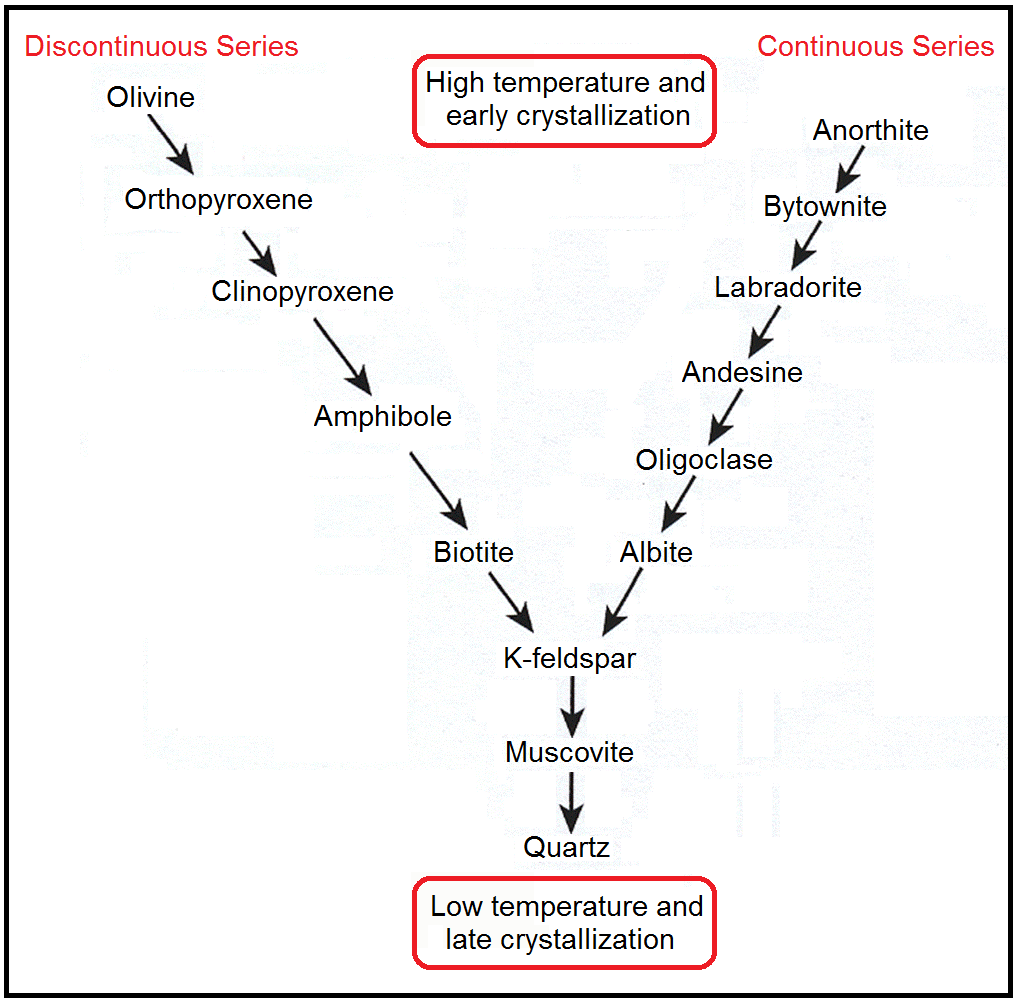 Discontinuous Series
Continuous Series
High temperature and
early crystallization
Olivine
Anorthite
Orthopyroxene
Bytownite
Clinopyroxene
Labradorite
Andesine
Amphibole
Oligoclase
Biotite
Albite
K-feldspar
Muscovite
Quartz
Low temperature and
late crystallization